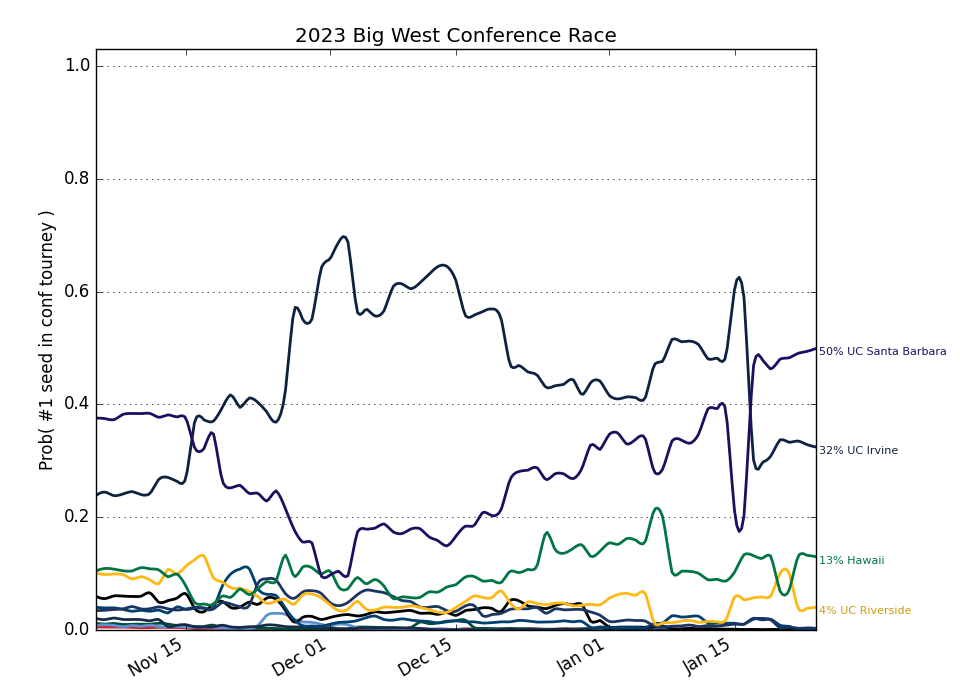 2023 Big West Conference Race
Prob( #1 seed in conf tourney )
1.0
0.8
0.6
0.4
0.2
0.0
Nov 15
Dec 01
Dec 15
Jan 01
Jan 15
50% UC Santa Barbara
32% UC Irvine
13% Hawaii
4% UC Riverside